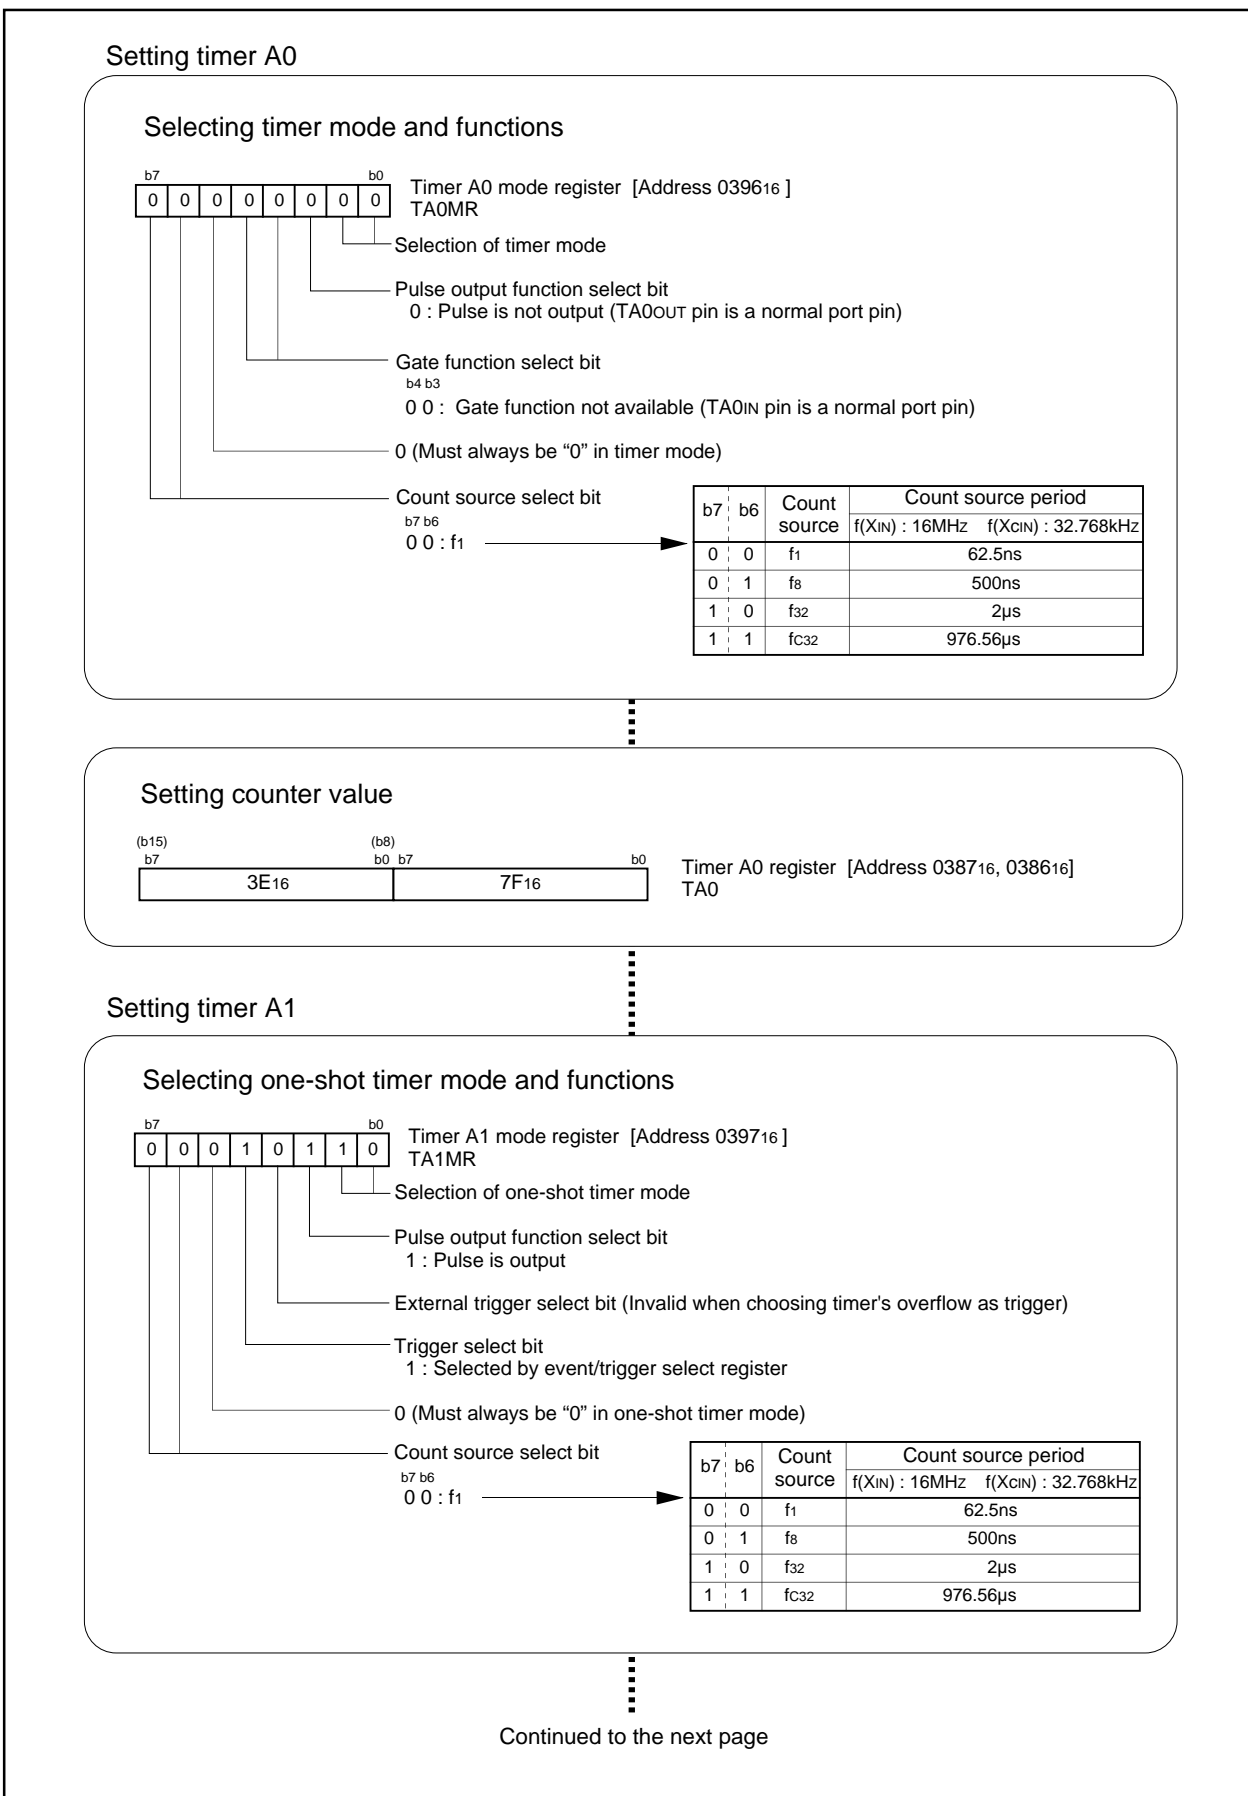 Setting timer A0
Selecting timer mode and functions
b7 b0
0 0 0 0 0 0 0 0
Timer A0 mode register [Address 039616 ]
TA0MR
Selection of timer mode
Pulse output function select bit
0 : Pulse is not output (TA0OUT pin is a normal port pin)
Gate function select bit
b4 b3
0 0 : Gate function not available (TA0IN pin is a normal port pin)
0 (Must always be “0” in timer mode)
Count source select bit
b7 b6
0 0 : f1
b7 b6 Count source Count source period
f(XIN) : 16MHZ f(XCIN) : 32.768kHZ
0 0 f1 62.5ns
0 1 f8 500ns
1 0 f32 2µs
1 1 fC32 976.56µs
Setting counter value
(b15) (b8)
b7 b0 b7 b0
3E16 7F16
Timer A0 register [Address 038716, 038616]
TA0
Setting timer A1
Selecting one-shot timer mode and functions
b7 b0
0 0 0 1 0 1 1 0
Timer A1 mode register [Address 039716 ]
TA1MR
Selection of one-shot timer mode
Pulse output function select bit
1 : Pulse is output
External trigger select bit (Invalid when choosing timer's overflow as trigger)
Trigger select bit
1 : Selected by event/trigger select register
0 (Must always be “0” in one-shot timer mode)
Count source select bit
b7 b6
0 0 : f1
b7 b6 Count source Count source period
f(XIN) : 16MHZ f(XCIN) : 32.768kHZ
0 0 f1 62.5ns
0 1 f8 500ns
1 0 f32 2µs
1 1 fC32 976.56µs
Continued to the next page